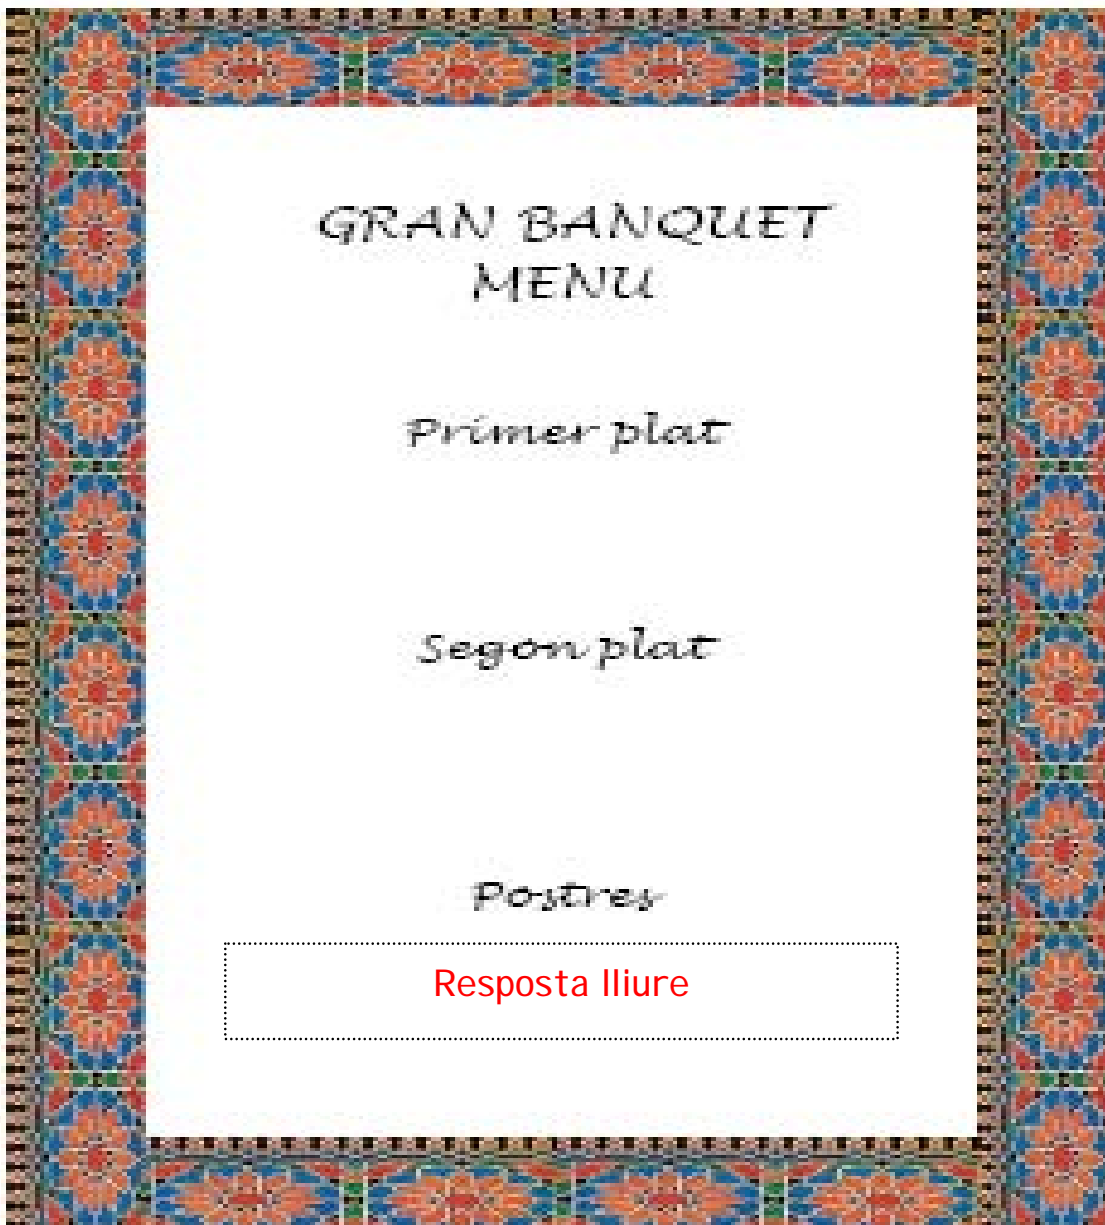 GRAN BANQUET
MENU
Primer plat
Segon plat
Postres
Resposta lliure